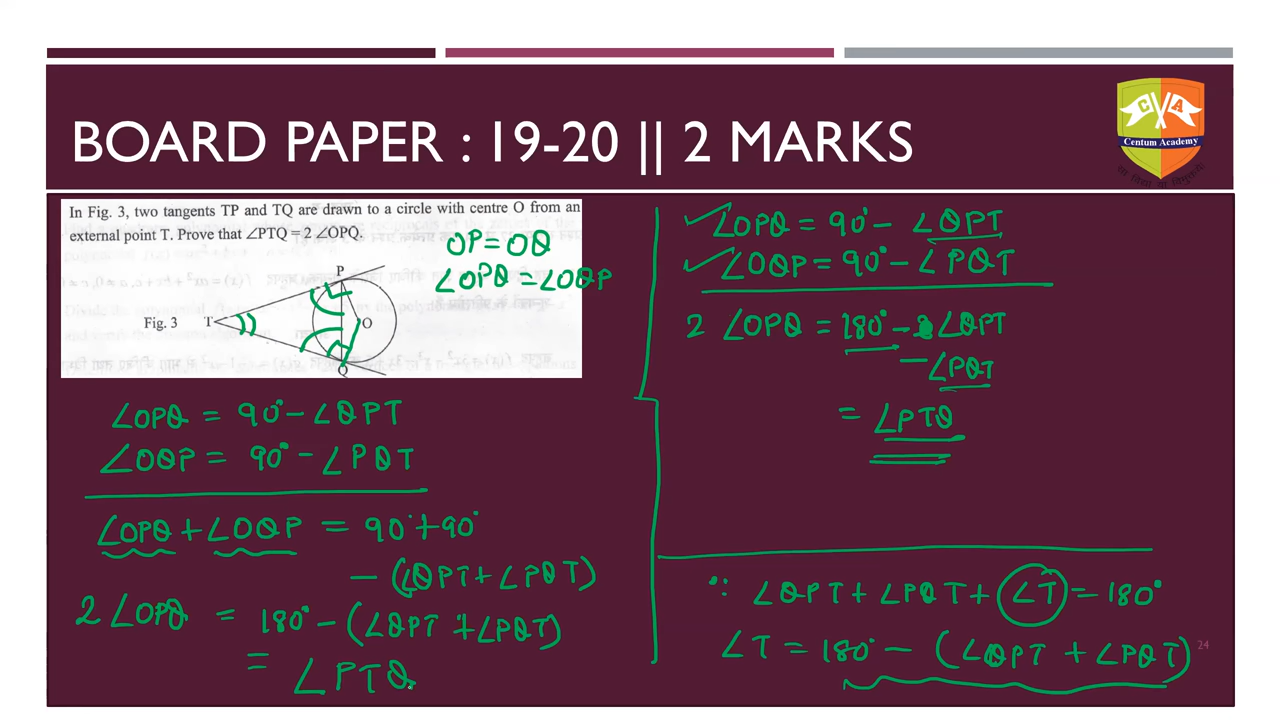 BOARD PAPER : 19-20 || 2 MARKS
C A
Centum Academy
In Fig. 3, two tangents TP and TQ are drawn to a circle with centre O from an
external point T. Prove that ∠PTQ = 2 ∠OPQ.
OP = OQ
∠OPQ = ∠OQP
P
T
O
Q
Fig. 3
∠OPQ = 90° - ∠QPT
∠OQP = 90° - ∠PQT
∠OPQ + ∠OQP = 90° + 90°
- (∠QPT + ∠PQT)
2 ∠OPQ = 180° - (∠QPT + ∠PQT)
= ∠PTQ
✓∠OPQ = 90° - ∠QPT
✓∠OQP = 90° - ∠PQT
2 ∠OPQ = 180° - ∠QPT
- ∠PQT
= ∠PTQ
∵ ∠QPT + ∠PQT + ∠T = 180°
∠T = 180° - (∠QPT + ∠PQT)
24